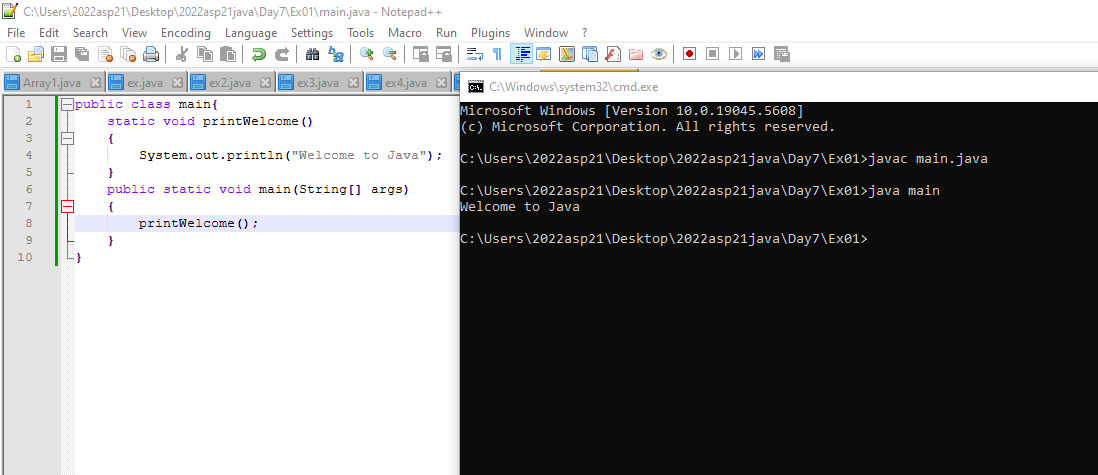 C:\Users\2022asp21\Desktop\2022asp21java\Day7\Ex01\main.java - Notepad++
File Edit Search View Encoding Language Settings Tools Macro Run Plugins Window ?
Array1.java ex.java ex2.java ex3.java ex4.java
1 public class main{
2 static void printWelcome()
3 {
4 System.out.println("Welcome to Java");
5 }
6 public static void main(String[] args)
7 {
8 printWelcome();
9 }
10 }
C:\Windows\system32\cmd.exe
Microsoft Windows [Version 10.0.19045.5608]
(c) Microsoft Corporation. All rights reserved.
C:\Users\2022asp21\Desktop\2022asp21java\Day7\Ex01>javac main.java
C:\Users\2022asp21\Desktop\2022asp21java\Day7\Ex01>java main
Welcome to Java
C:\Users\2022asp21\Desktop\2022asp21java\Day7\Ex01>